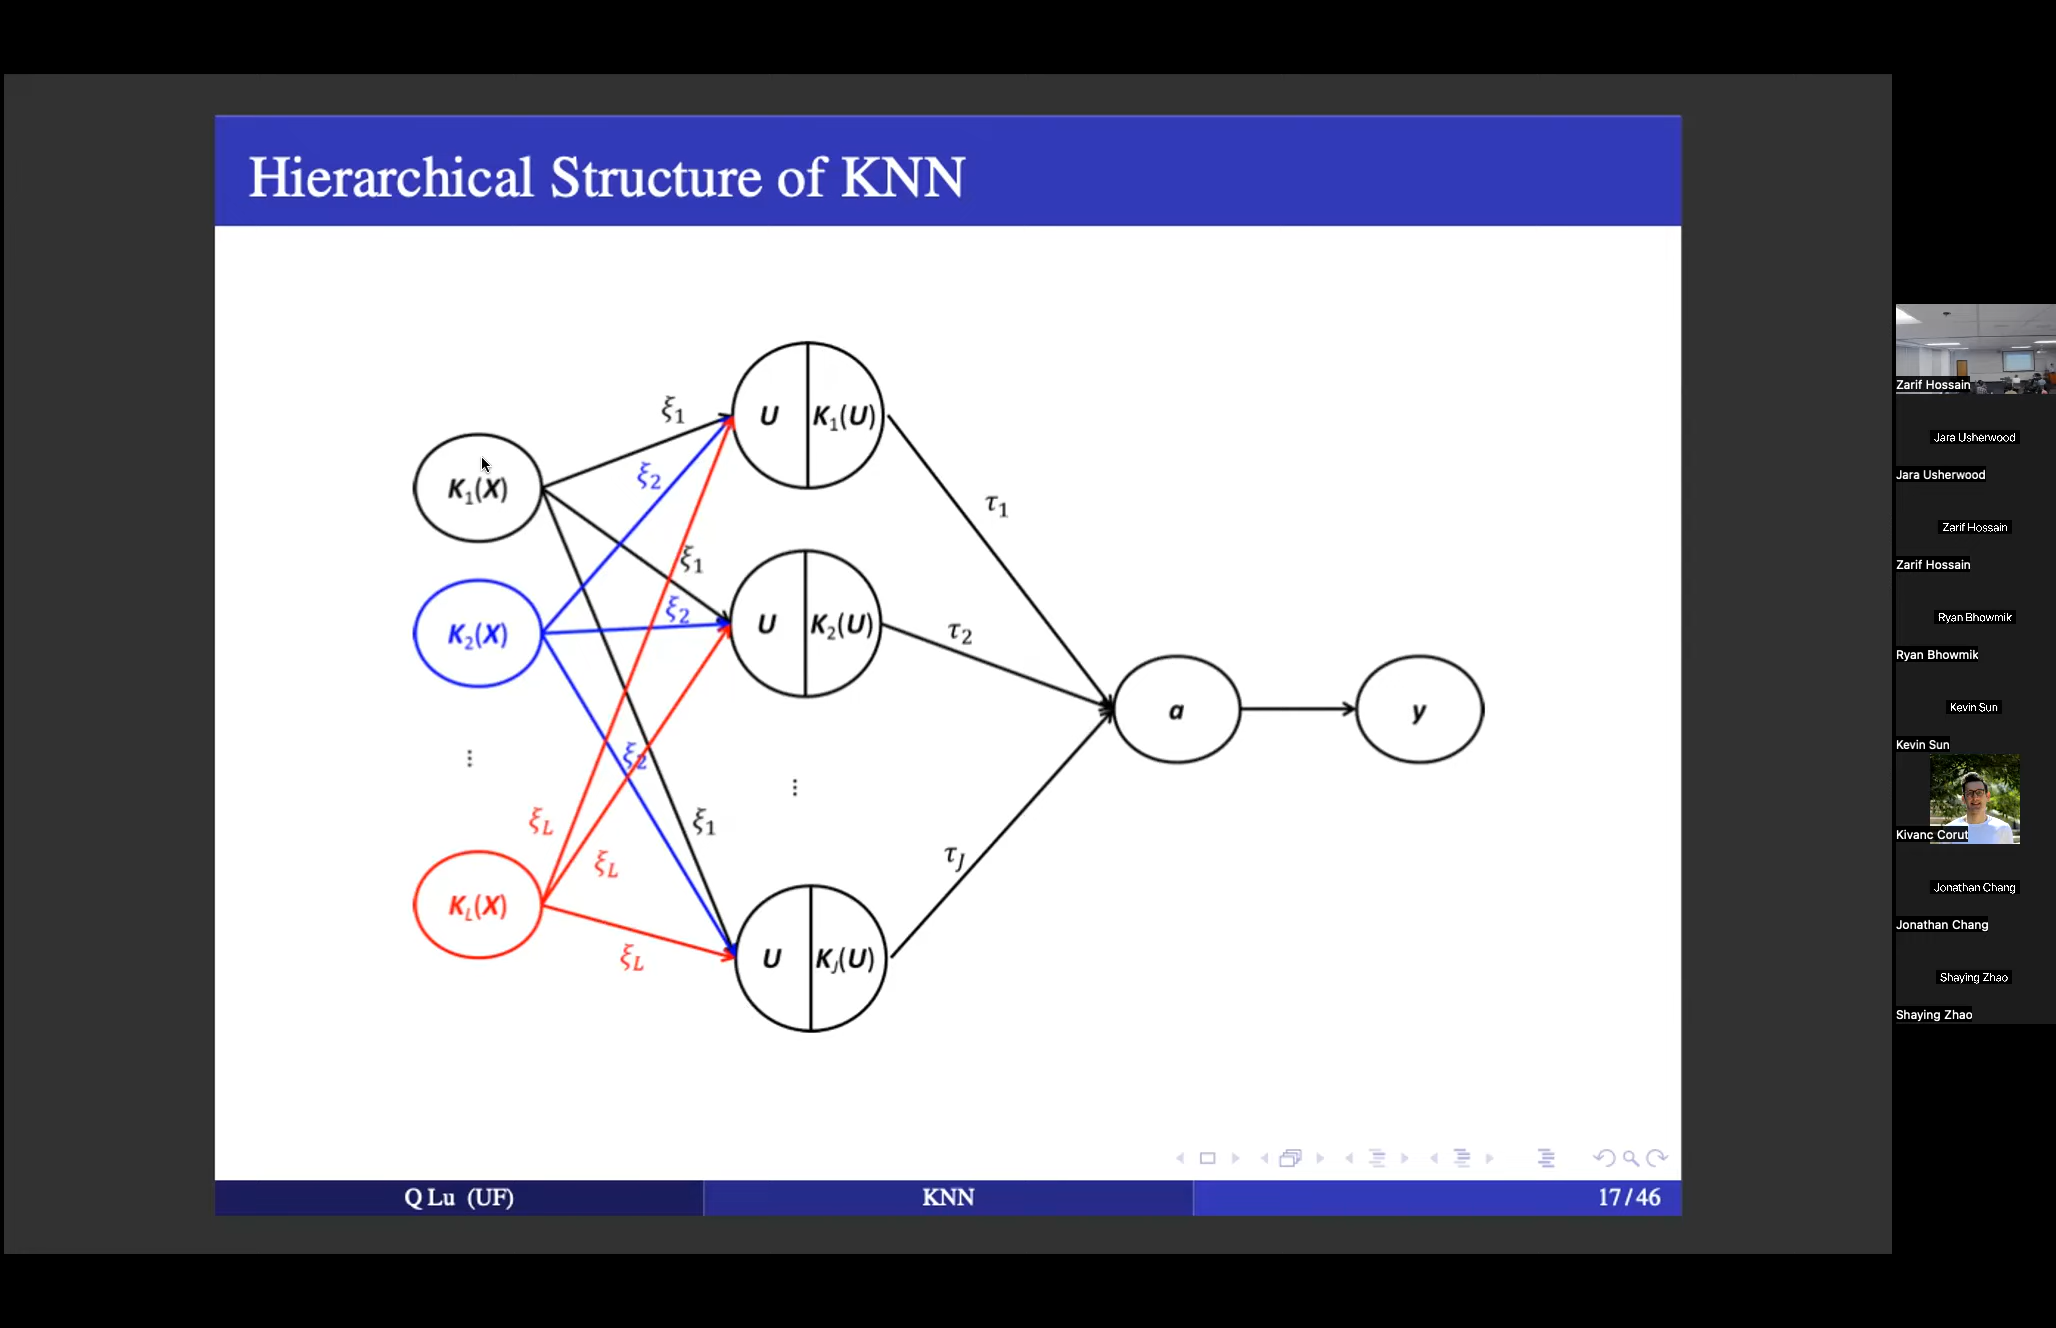 Hierarchical Structure of KNN
K₁(X)
K₂(X)
⋮
K_L(X)
ξ₁
ξ₂
ξ₁
ξ₂
ξ₂
ξ₁
ξ_L
ξ_L
ξ_L
U K₁(U)
U K₂(U)
⋮
U K_J(U)
τ₁
τ₂
τ_J
a
y
Q Lu (UF)
KNN
17 / 46
Zarif Hossain
Jara Usherwood
Jara Usherwood
Zarif Hossain
Zarif Hossain
Ryan Bhowmik
Ryan Bhowmik
Kevin Sun
Kevin Sun
Kivanc Corut
Jonathan Chang
Jonathan Chang
Shaying Zhao
Shaying Zhao